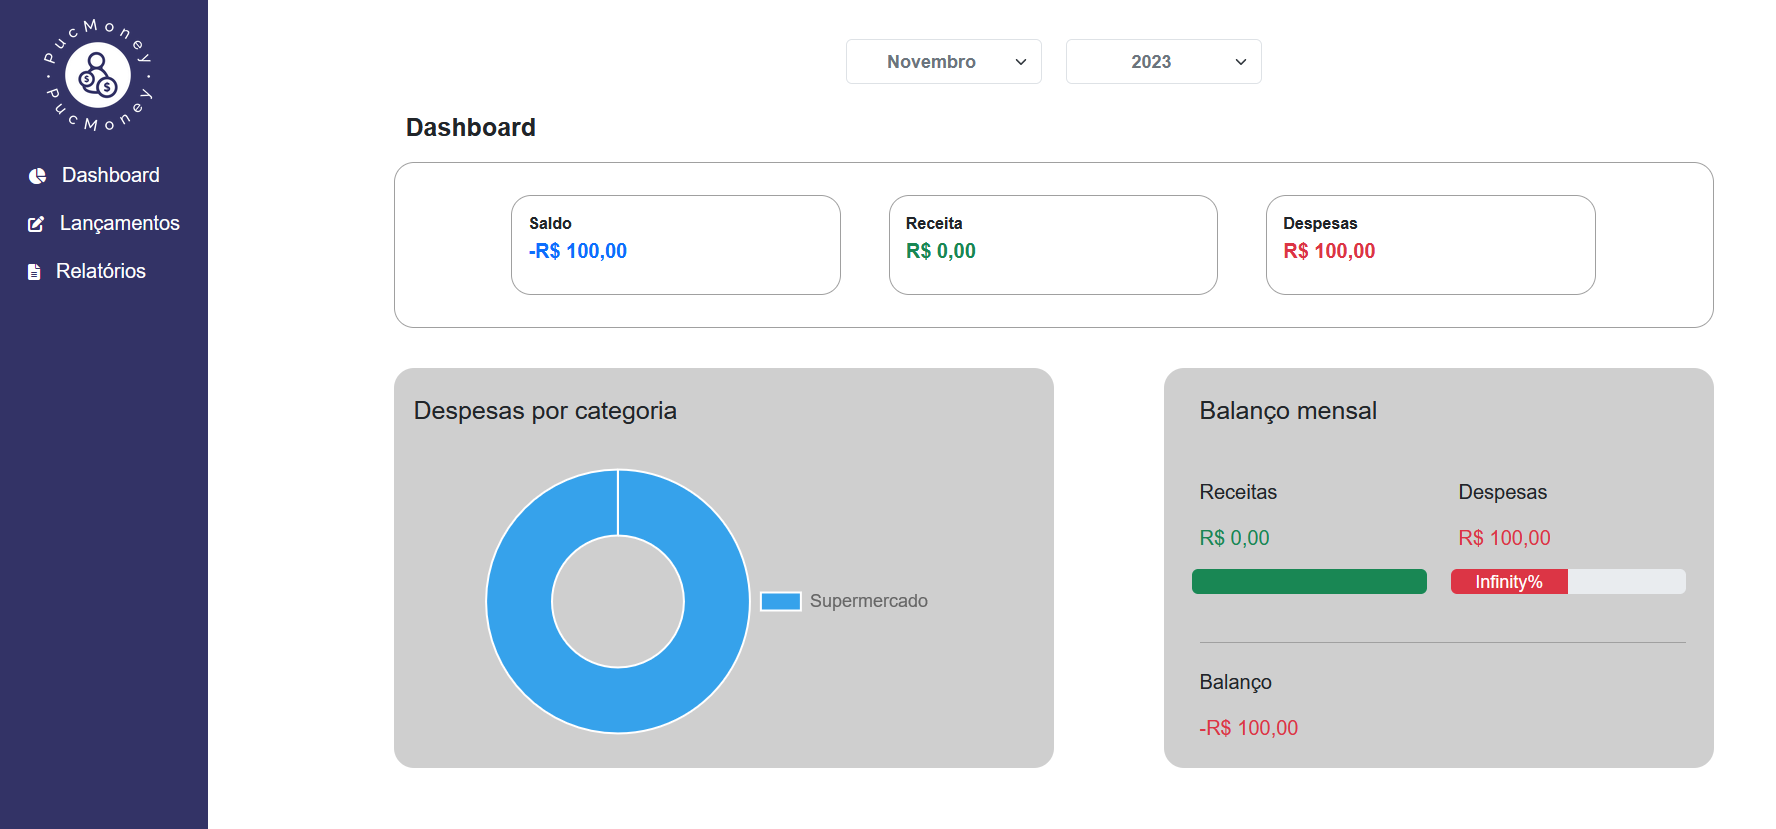 PucMoney · PucMoney ·
Dashboard
Lançamentos
Relatórios
Novembro
2023
Dashboard
Saldo
-R$ 100,00
Receita
R$ 0,00
Despesas
R$ 100,00
Despesas por categoria
Supermercado
Balanço mensal
Receitas
Despesas
R$ 0,00
R$ 100,00
Infinity%
Balanço
-R$ 100,00